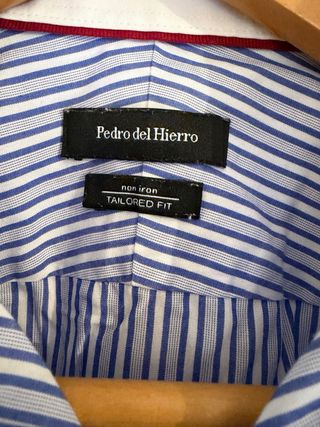 Pedro del Hierro
non iron
TAILORED FIT